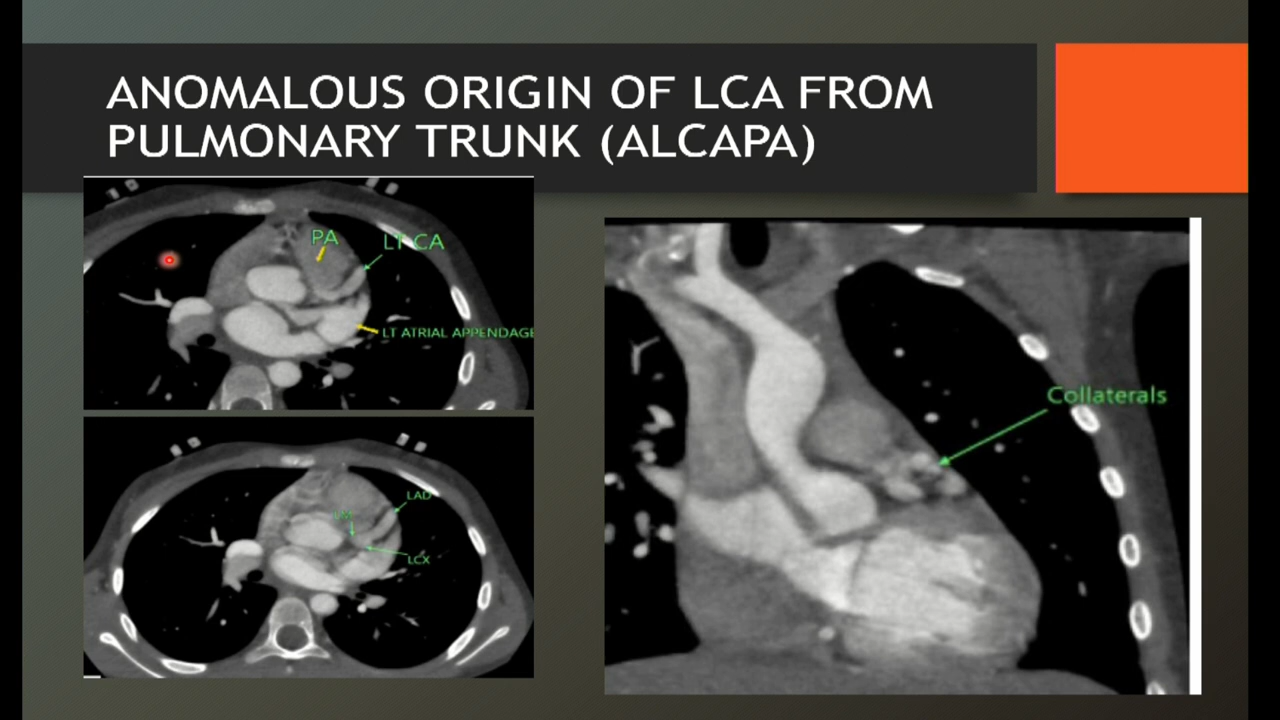 ANOMALOUS ORIGIN OF LCA FROM
PULMONARY TRUNK (ALCAPA)
PA
LT CA
LT ATRIAL APPENDAGE
LAD
LCX
Collaterals